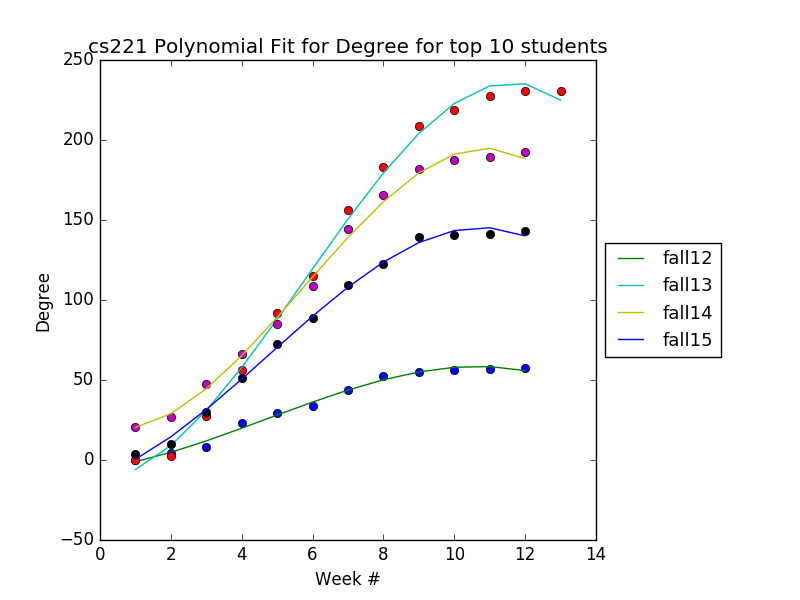 cs221 Polynomial Fit for Degree for top 10 students
250
200
150
100
50
0
−50
0 2 4 6 8 10 12 14
Degree
Week #
fall12
fall13
fall14
fall15